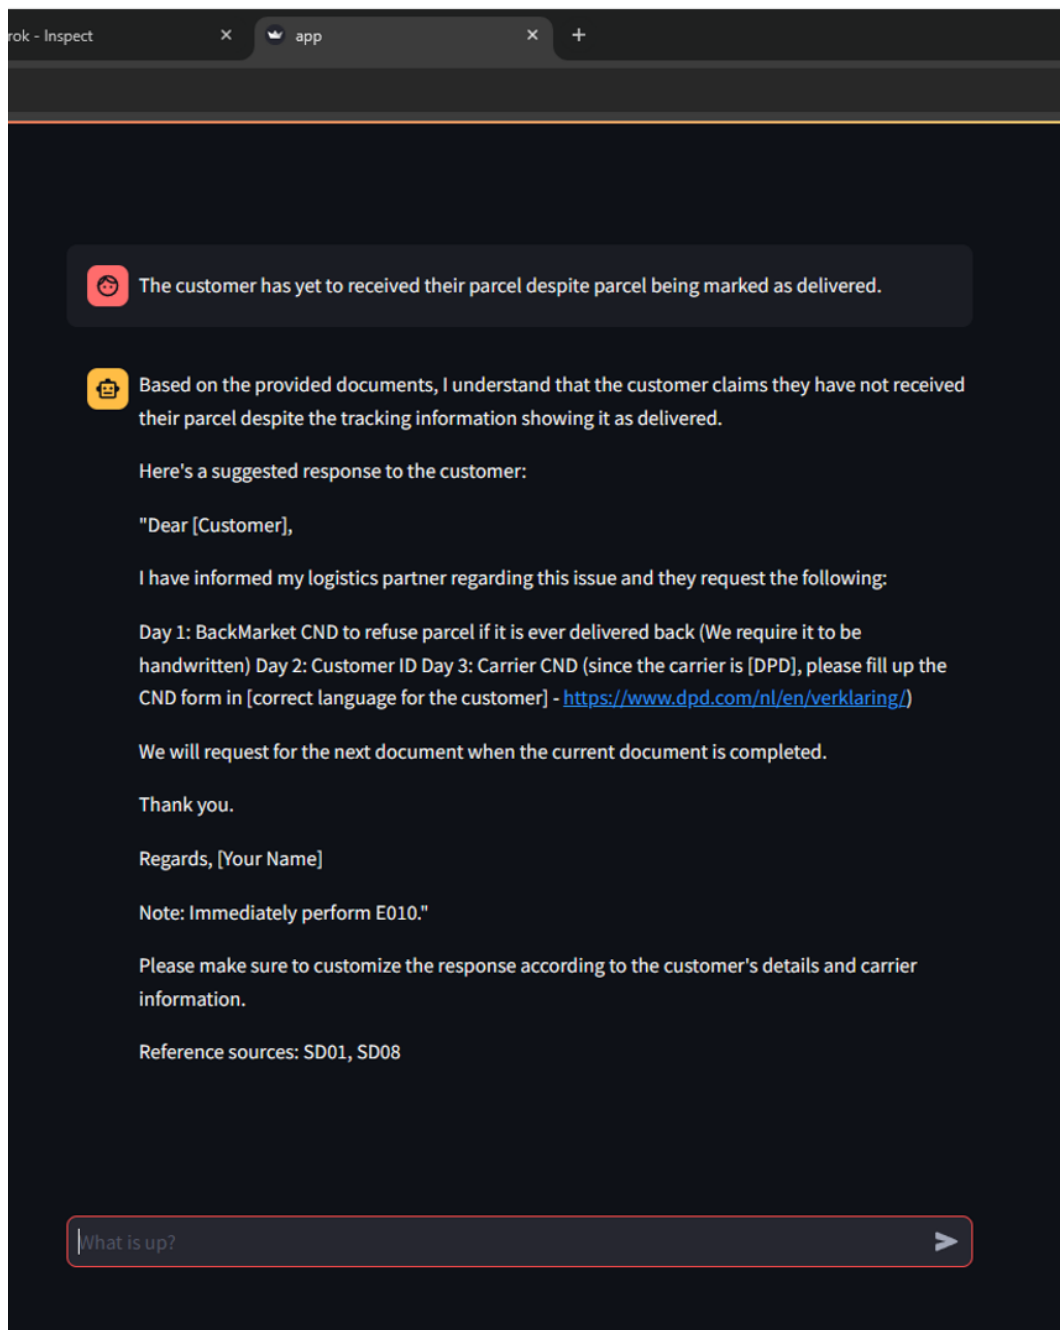 rok - Inspect
app
The customer has yet to received their parcel despite parcel being marked as delivered.
Based on the provided documents, I understand that the customer claims they have not received
their parcel despite the tracking information showing it as delivered.
Here's a suggested response to the customer:
"Dear [Customer],
I have informed my logistics partner regarding this issue and they request the following:
Day 1: BackMarket CND to refuse parcel if it is ever delivered back (We require it to be
handwritten) Day 2: Customer ID Day 3: Carrier CND (since the carrier is [DPD], please fill up the
CND form in [correct language for the customer] - https://www.dpd.com/nl/en/verklaring/)
We will request for the next document when the current document is completed.
Thank you.
Regards, [Your Name]
Note: Immediately perform E010."
Please make sure to customize the response according to the customer's details and carrier
information.
Reference sources: SD01, SD08
What is up?